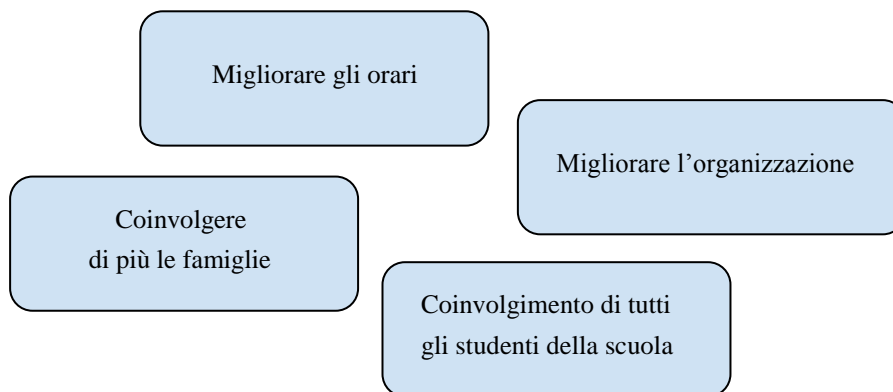 Migliorare gli orari
Migliorare l’organizzazione
Coinvolgere
di più le famiglie
Coinvolgimento di tutti
gli studenti della scuola